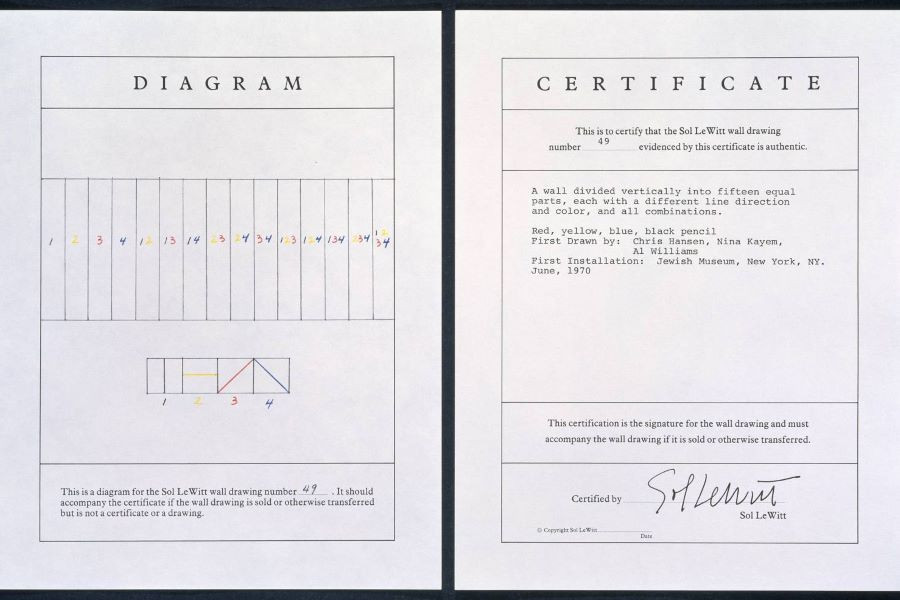 DIAGRAM
1 2 3 4 12 13 14 23 24 34 123 124 134 234 12
34
1 2 3 4
This is a diagram for the Sol LeWitt wall drawing number 49. It should
accompany the certificate if the wall drawing is sold or otherwise transferred
but is not a certificate or a drawing.
CERTIFICATE
This is to certify that the Sol LeWitt wall drawing
number 49 evidenced by this certificate is authentic.
A wall divided vertically into fifteen equal
parts, each with a different line direction
and color, and all combinations.
Red, yellow, blue, black pencil
First Drawn by: Chris Hansen, Nina Kayem,
Al Williams
First Installation: Jewish Museum, New York, NY.
June, 1970
This certification is the signature for the wall drawing and must
accompany the wall drawing if it is sold or otherwise transferred.
Certified by Sol LeWitt
Sol LeWitt
© Copyright Sol LeWitt
Date